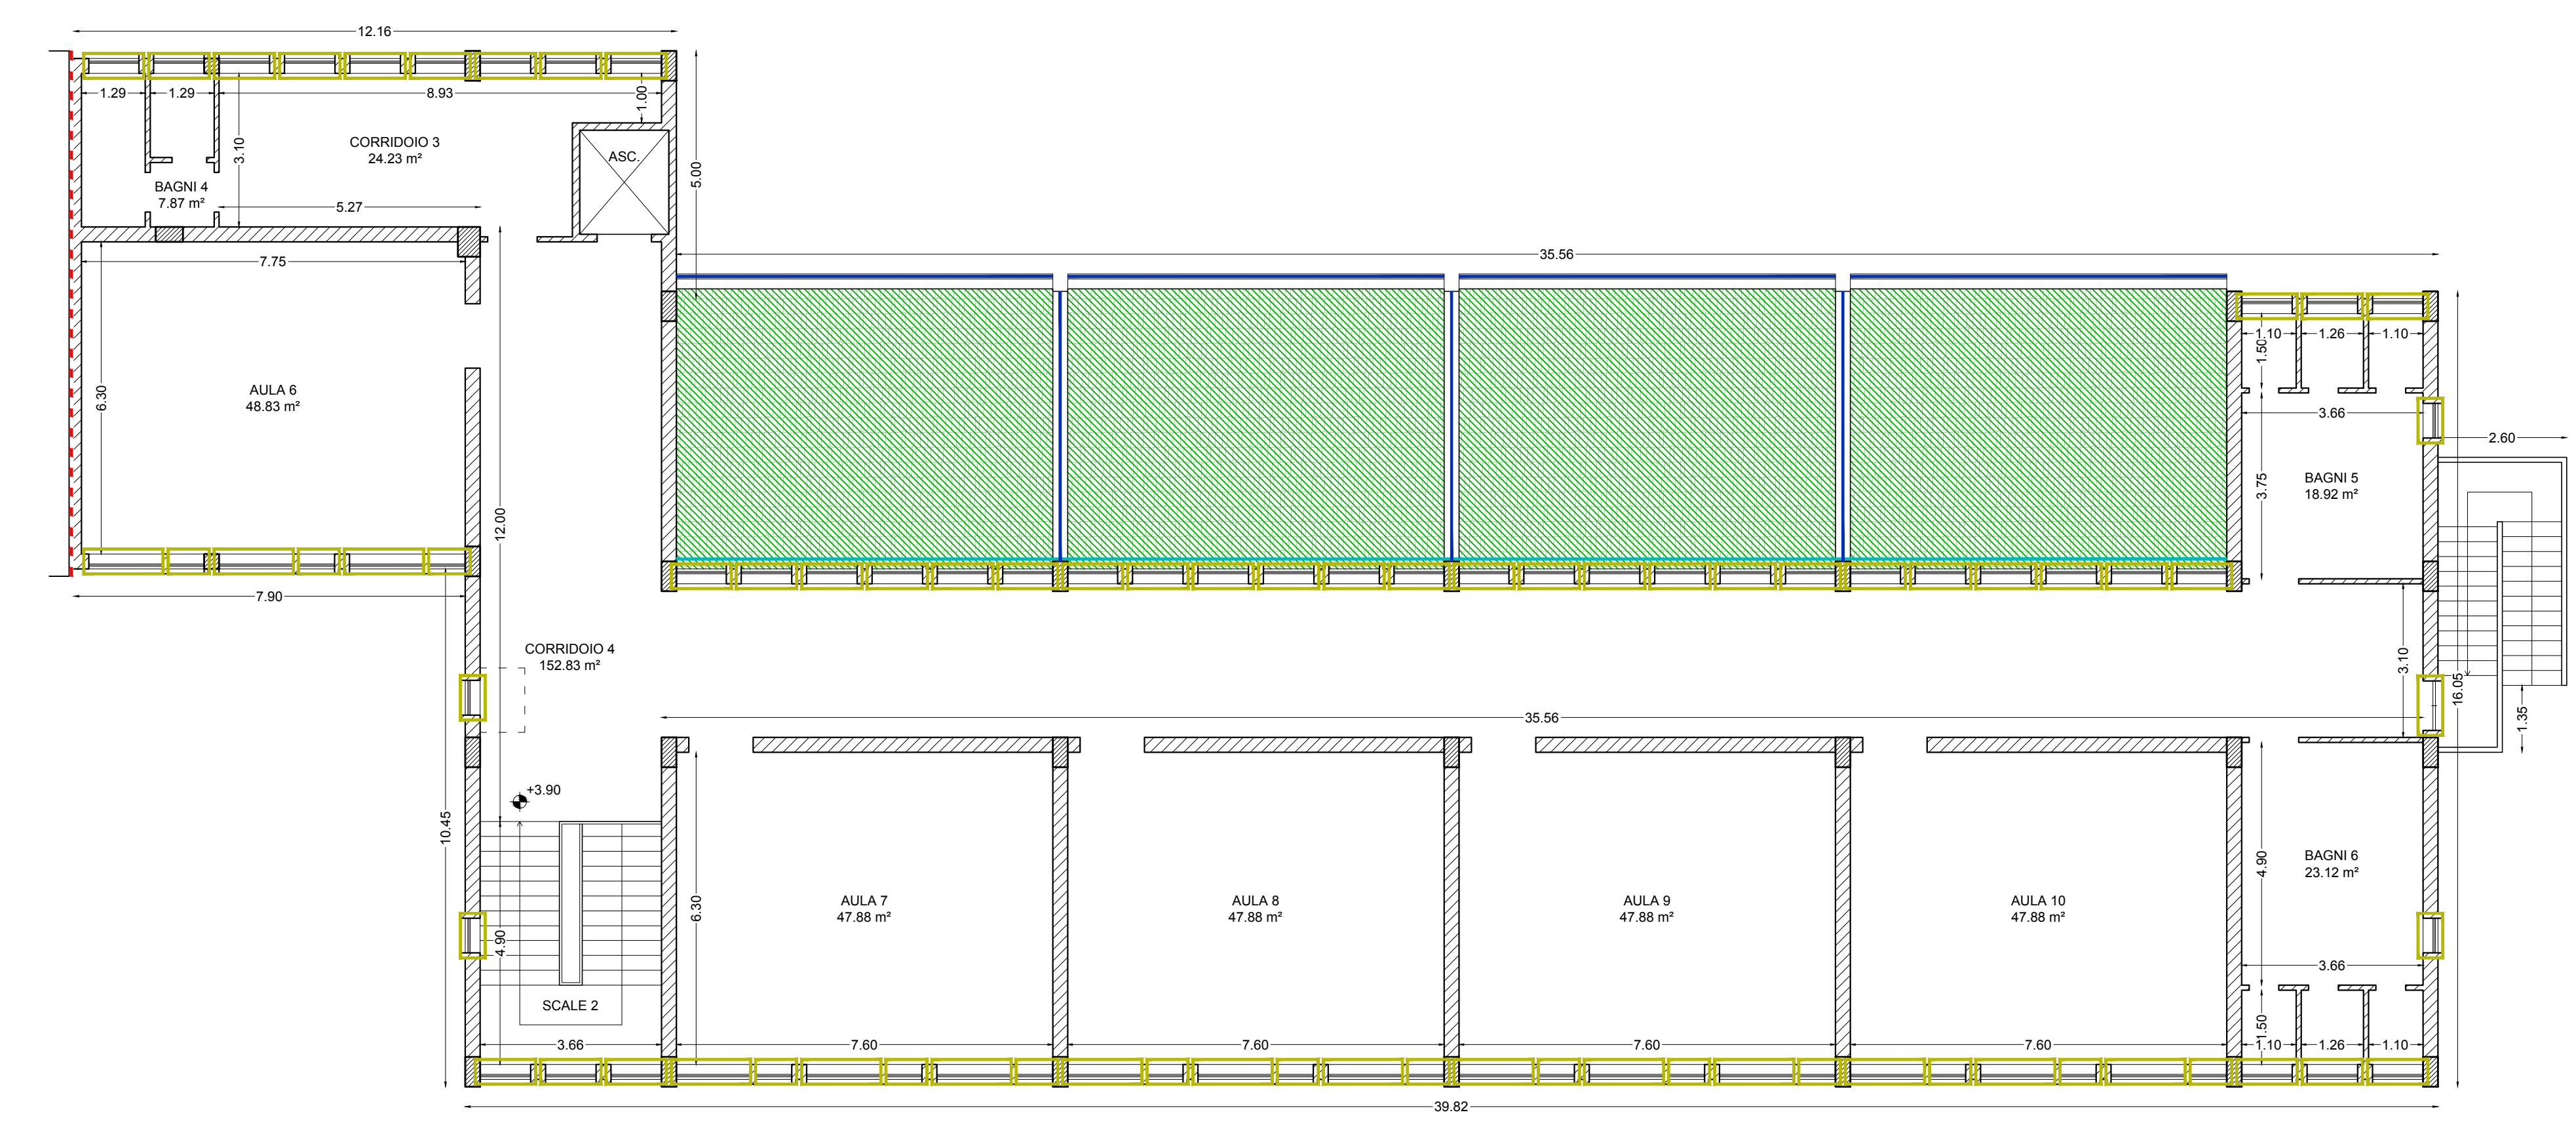 12.16
1.29
1.29
8.93
1.00
CORRIDOIO 3
24.23 m²
3.10
ASC.
5.00
BAGNI 4
7.87 m²
5.27
7.75
35.56
AULA 6
48.83 m²
6.30
12.00
7.90
1.10
1.26
1.10
1.50
3.66
2.60
BAGNI 5
18.92 m²
3.75
CORRIDOIO 4
152.83 m²
3.10
16.05
1.35
35.56
+3.90
10.45
4.90
SCALE 2
3.66
6.30
AULA 7
47.88 m²
AULA 8
47.88 m²
AULA 9
47.88 m²
AULA 10
47.88 m²
BAGNI 6
23.12 m²
4.90
3.66
1.50
7.60
7.60
7.60
7.60
1.10
1.26
1.10
39.82